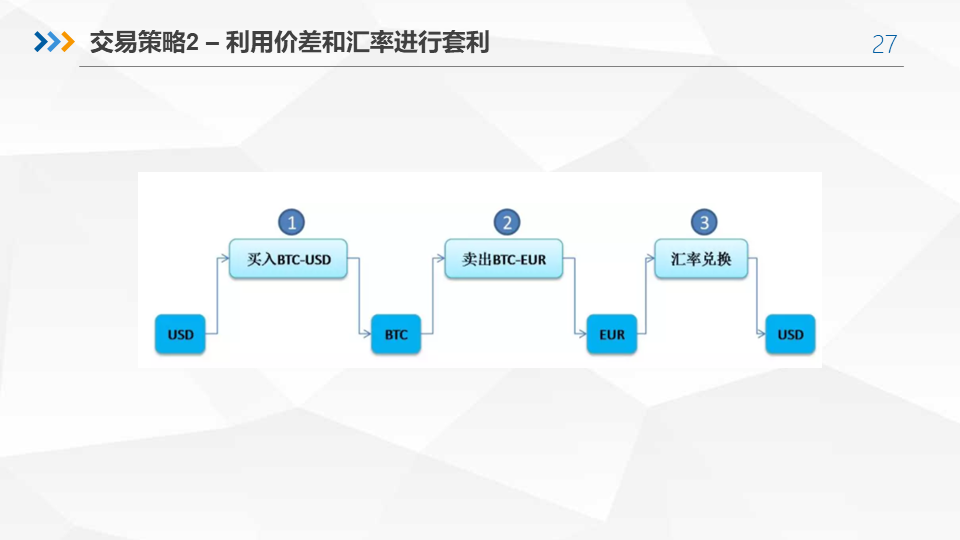 交易策略2 – 利用价差和汇率进行套利
27
1
2
3
买入BTC-USD
卖出BTC-EUR
汇率兑换
USD
BTC
EUR
USD